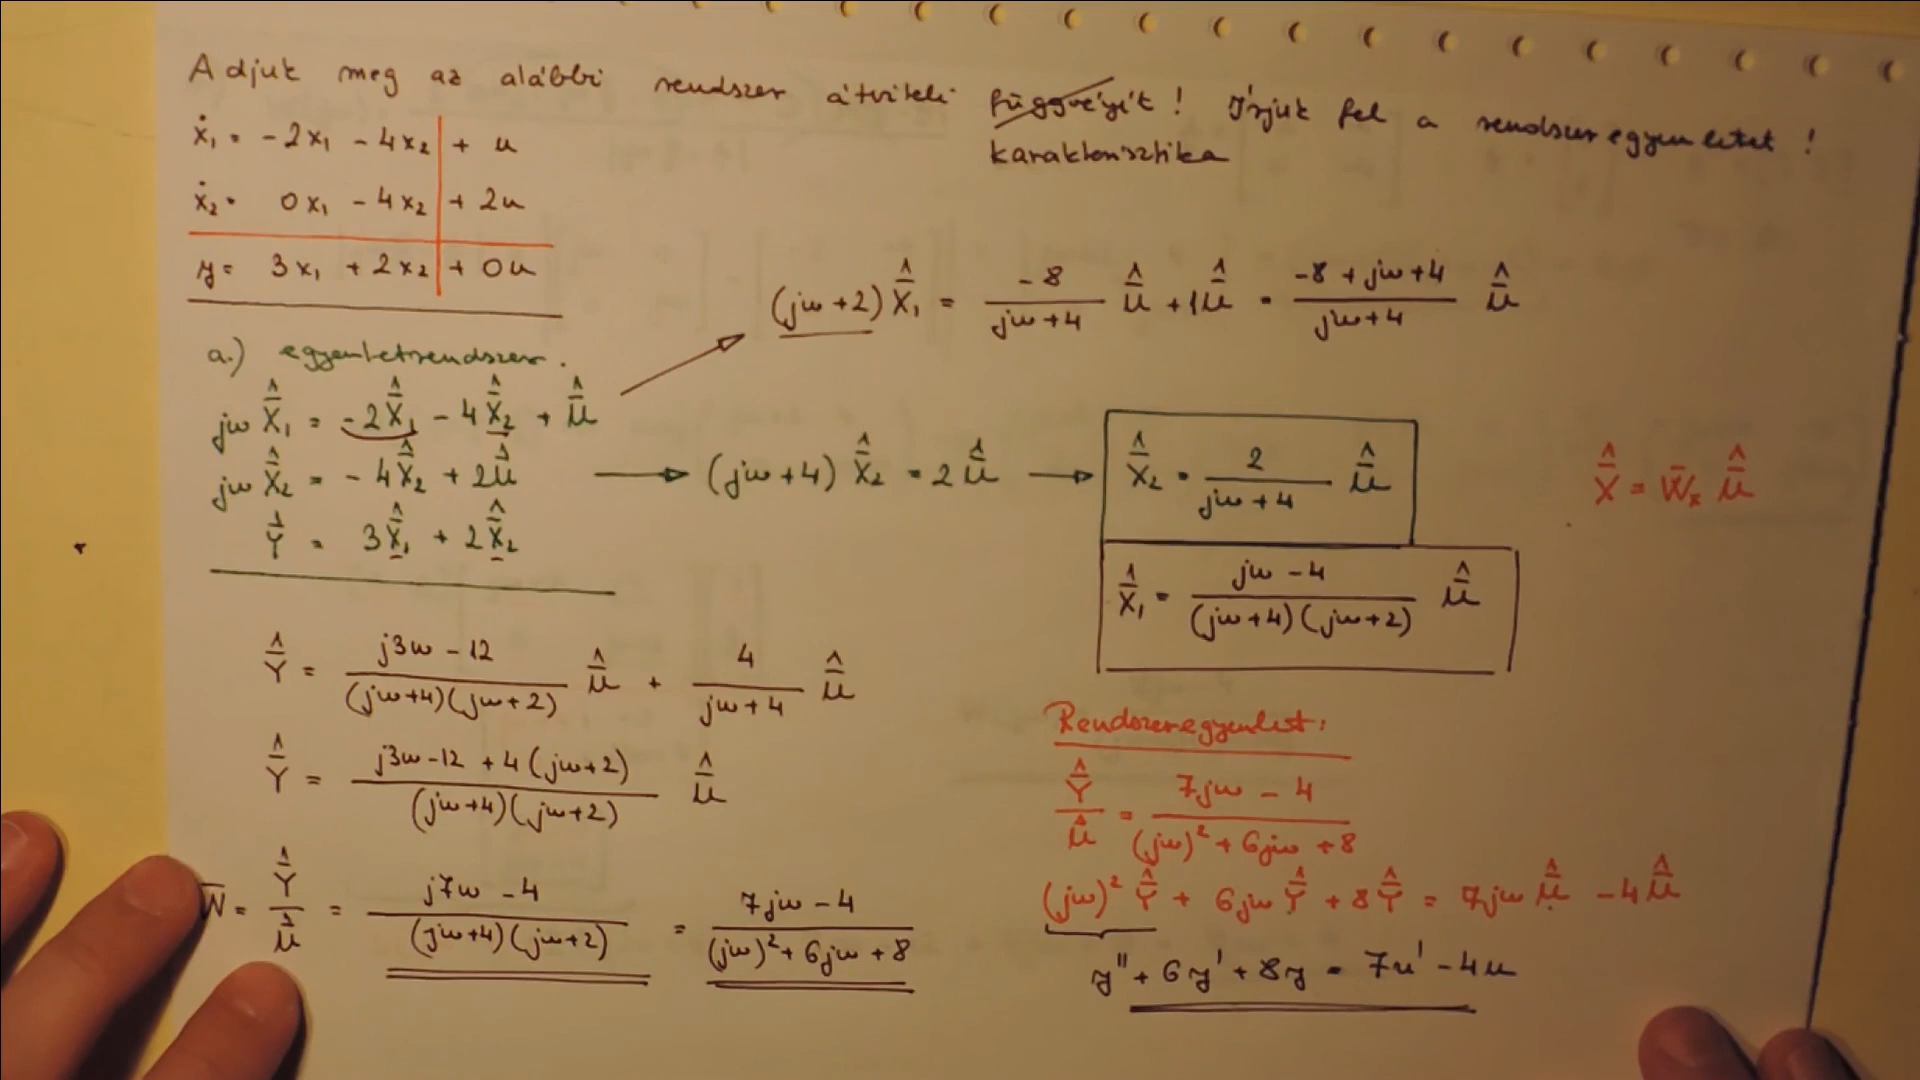 Adjuk meg az alábbi rendszer átviteli függvényét! Írjuk fel a rendszeregyenletet!
karakterisztika
ẋ₁ = -2x₁ - 4x₂ + u
ẋ₂ = 0x₁ - 4x₂ + 2u
y = 3x₁ + 2x₂ + 0u
(jω+2) X̂₁ = -8/(jω+4) Û + 1Û = (-8+jω+4)/(jω+4) Û
a.) egyenletrendszer.
jω X̂₁ = -2X̂₁ - 4X̂₂ + Û
jω X̂₂ = -4X̂₂ + 2Û → (jω+4) X̂₂ = 2Û → X̂₂ = 2/(jω+4) Û
X̂ = W̄ₓ Û
Ŷ = 3X̂₁ + 2X̂₂
X̂₁ = (jω-4)/((jω+4)(jω+2)) Û
Ŷ = (j3ω-12)/((jω+4)(jω+2)) Û + 4/(jω+4) Û
Ŷ = (j3ω-12+4(jω+2))/((jω+4)(jω+2)) Û
W̄ = Ŷ/Û = (j7ω-4)/((jω+4)(jω+2)) = (7jω-4)/((jω)²+6jω+8)
Rendszeregyenlet:
Ŷ/Û = (7jω-4)/((jω)²+6jω+8)
(jω)² Ŷ + 6jω Ŷ + 8Ŷ = 7jω Û - 4Û
y'' + 6y' + 8y = 7u' - 4u